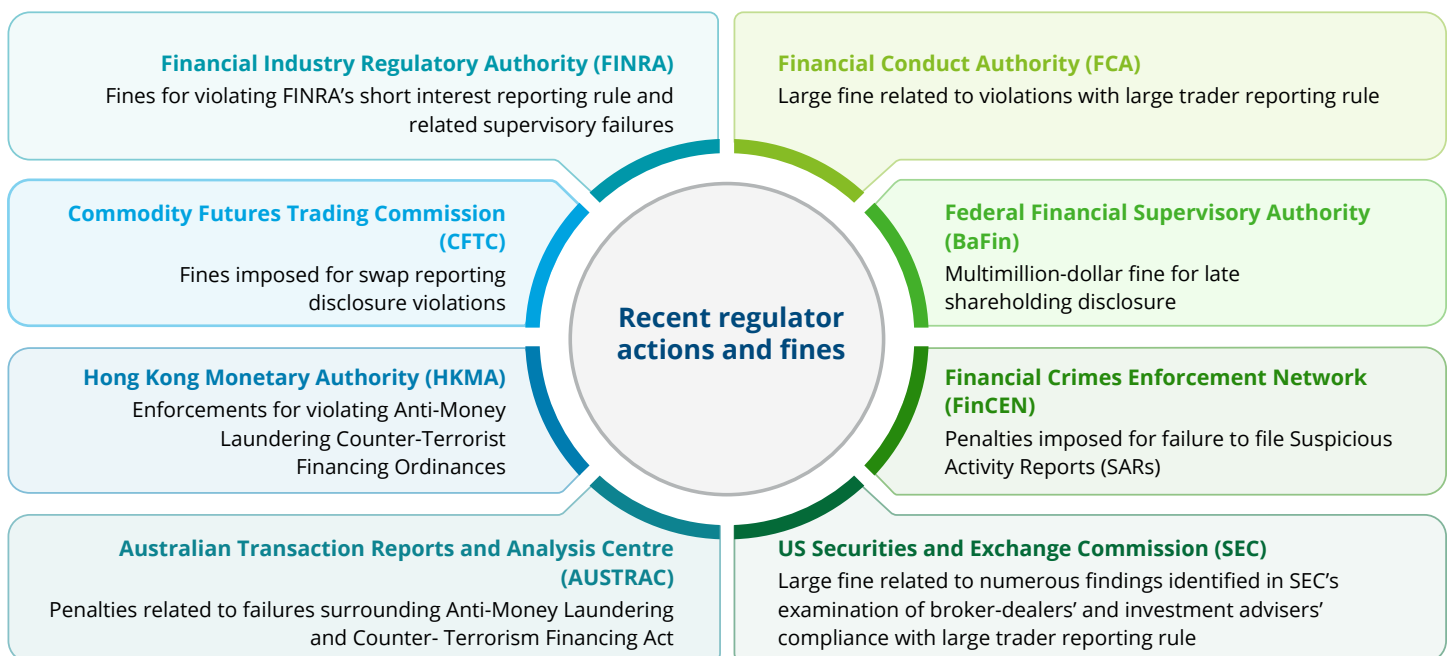 Financial Industry Regulatory Authority (FINRA)
Fines for violating FINRA's short interest reporting rule and
related supervisory failures
Financial Conduct Authority (FCA)
Large fine related to violations with large trader reporting rule
Commodity Futures Trading Commission
(CFTC)
Fines imposed for swap reporting
disclosure violations
Federal Financial Supervisory Authority
(BaFin)
Multimillion-dollar fine for late
shareholding disclosure
Recent regulator
actions and fines
Hong Kong Monetary Authority (HKMA)
Enforcements for violating Anti-Money
Laundering Counter-Terrorist
Financing Ordinances
Financial Crimes Enforcement Network
(FinCEN)
Penalties imposed for failure to file Suspicious
Activity Reports (SARs)
Australian Transaction Reports and Analysis Centre
(AUSTRAC)
Penalties related to failures surrounding Anti-Money Laundering
and Counter- Terrorism Financing Act
US Securities and Exchange Commission (SEC)
Large fine related to numerous findings identified in SEC's
examination of broker-dealers' and investment advisers'
compliance with large trader reporting rule